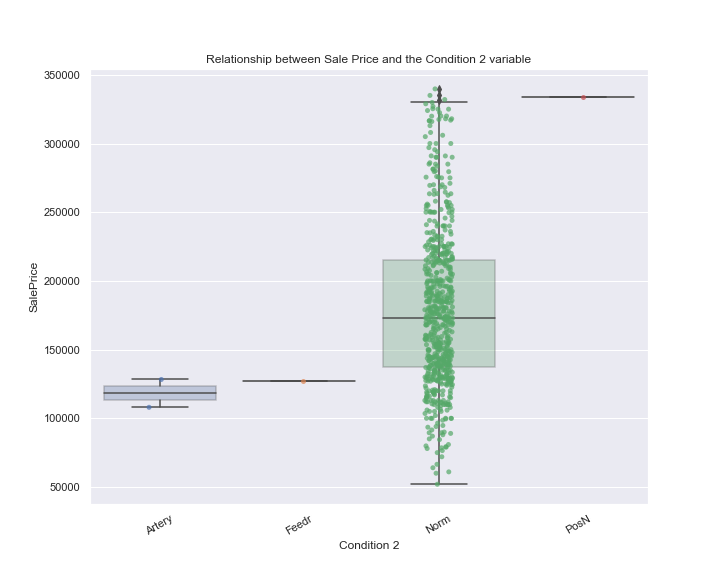 Relationship between Sale Price and the Condition 2 variable
350000
300000
250000
200000
150000
100000
50000
SalePrice
Artery
Feedr
Norm
PosN
Condition 2